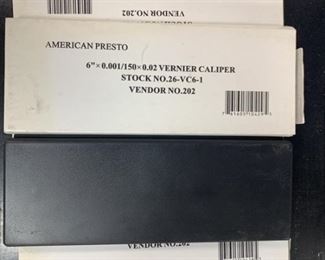 VENDOR NO.202
AMERICAN PRESTO
6"×0.001/150×0.02 VERNIER CALIPER
STOCK NO.26-VC6-1
VENDOR NO.202
VENDOR NO.202